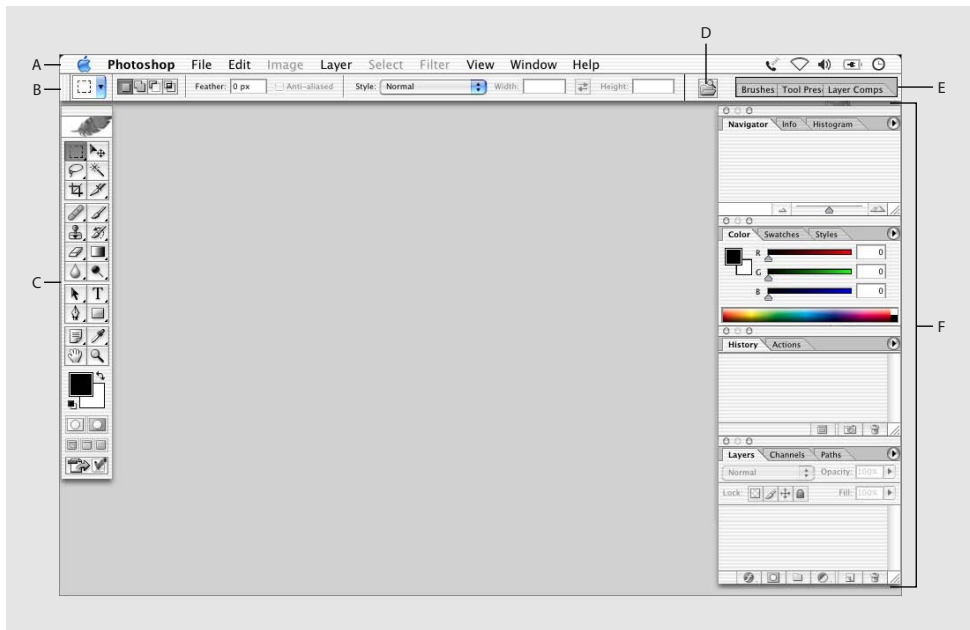 D
A
Photoshop File Edit Image Layer Select Filter View Window Help
B
Feather: 0 px Anti-aliased Style: Normal Width: Height:
Brushes Tool Pres Layer Comps
E
Navigator Info Histogram
Color Swatches Styles
R 0
G 0
B 0
C
T
F
History Actions
Layers Channels Paths
Normal Opacity: 100%
Lock: Fill: 100%